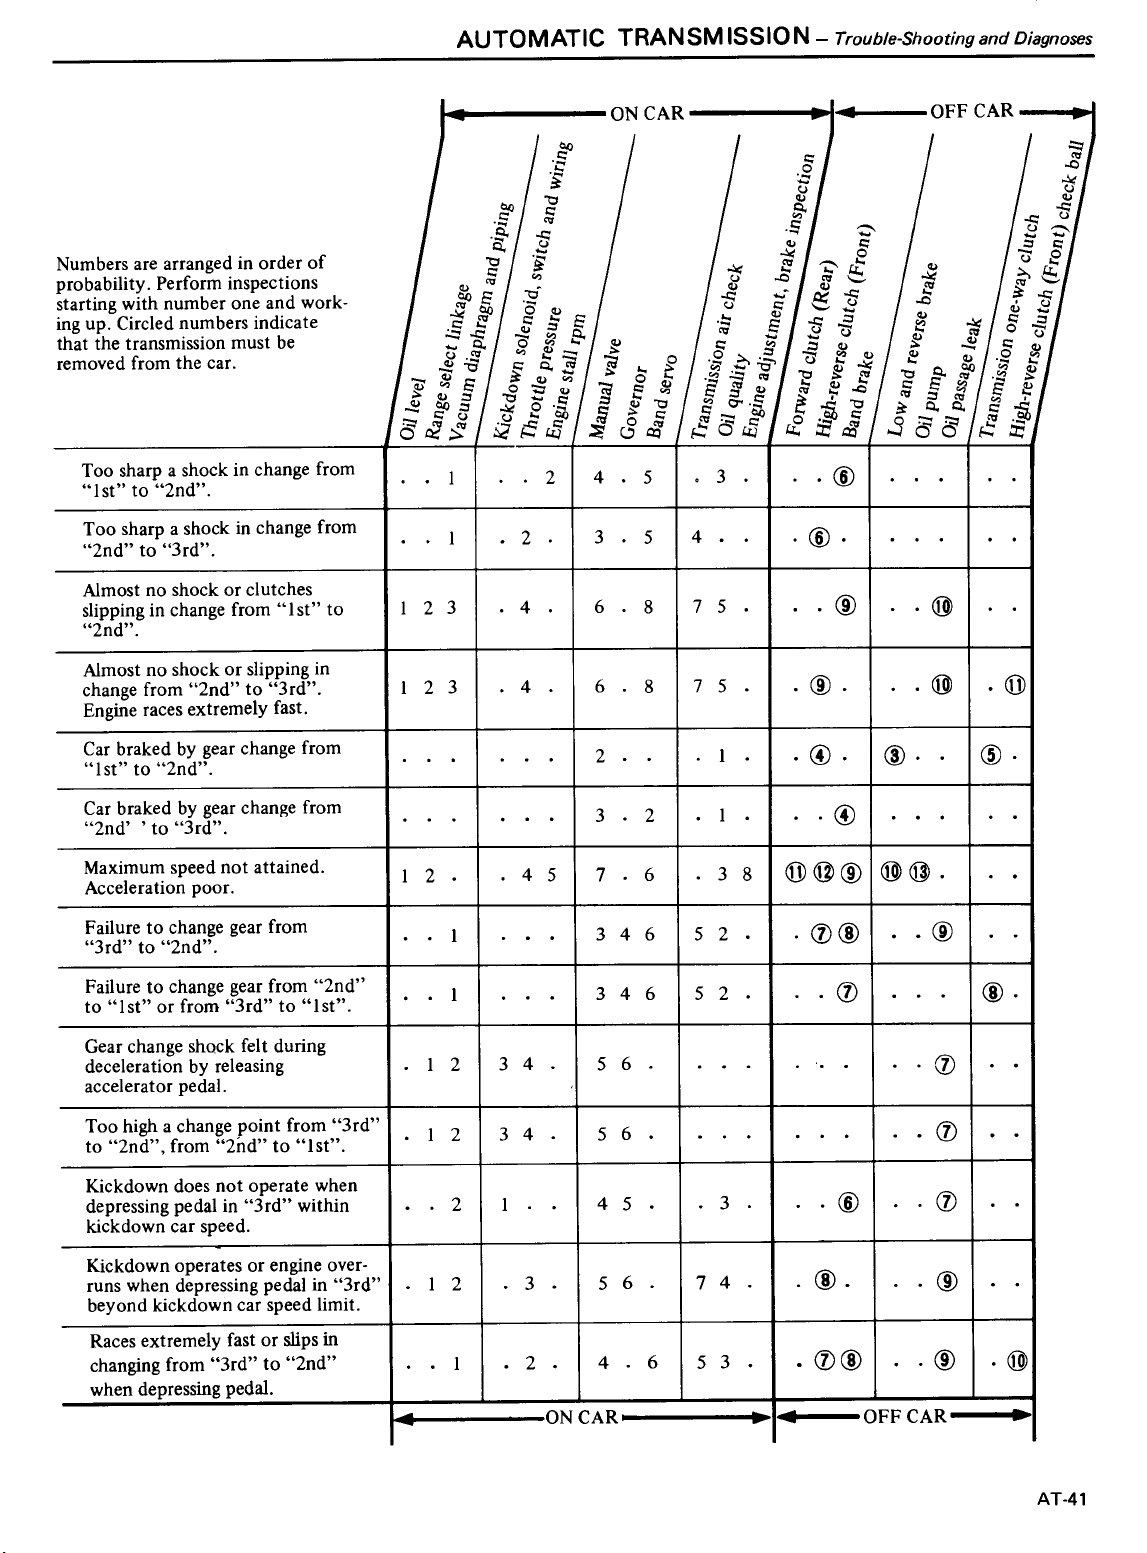 AUTOMATIC TRANSMISSION – Trouble-Shooting and Diagnoses
ON CAR
OFF CAR
Numbers are arranged in order of
probability. Perform inspections
starting with number one and work-
ing up. Circled numbers indicate
that the transmission must be
removed from the car.
Oil level
Range select linkage
Vacuum diaphragm and piping
Kickdown solenoid, switch and wiring
Throttle pressure
Engine stall rpm
Manual valve
Governor
Band servo
Transmission air check
Oil quality
Engine adjustment, brake inspection
Forward clutch (Rear)
High-reverse clutch (Front)
Band brake
Low and reverse brake
Oil pump
Oil passage leak
Transmission one-way clutch
High-reverse clutch (Front) check ball
Too sharp a shock in change from
“1st” to “2nd”.
. . 1 . . 2 4 . 5 . 3 . . . ⑥ . . . . .
Too sharp a shock in change from
“2nd” to “3rd”.
. . 1 . 2 . 3 . 5 4 . . . ⑥ . . . . . .
Almost no shock or clutches
slipping in change from “1st” to
“2nd”.
1 2 3 . 4 . 6 . 8 7 5 . . . ⑨ . . ⑩ . .
Almost no shock or slipping in
change from “2nd” to “3rd”.
Engine races extremely fast.
1 2 3 . 4 . 6 . 8 7 5 . . ⑨ . . . ⑩ . ⑪
Car braked by gear change from
“1st” to “2nd”.
. . . . . . 2 . . . 1 . . ④ . ③ . . ⑤ .
Car braked by gear change from
“2nd’ ’ to “3rd”.
. . . . . . 3 . 2 . 1 . . . ④ . . . . .
Maximum speed not attained.
Acceleration poor.
1 2 . . 4 5 7 . 6 . 3 8 ⑪ ⑫ ⑨ ⑩ ⑬ . . .
Failure to change gear from
“3rd” to “2nd”.
. . 1 . . . 3 4 6 5 2 . . ⑦ ⑧ . . ⑨ . .
Failure to change gear from “2nd”
to “1st” or from “3rd” to “1st”.
. . 1 . . . 3 4 6 5 2 . . . ⑦ . . . ⑧ .
Gear change shock felt during
deceleration by releasing
accelerator pedal.
. 1 2 3 4 . 5 6 . . . . . . . . . ⑦ . .
Too high a change point from “3rd”
to “2nd”, from “2nd” to “1st”.
. 1 2 3 4 . 5 6 . . . . . . . . . ⑦ . .
Kickdown does not operate when
depressing pedal in “3rd” within
kickdown car speed.
. . 2 1 . . 4 5 . . 3 . . . ⑥ . . ⑦ . .
Kickdown operates or engine over-
runs when depressing pedal in “3rd”
beyond kickdown car speed limit.
. 1 2 . 3 . 5 6 . 7 4 . . ⑧ . . . ⑨ . .
Races extremely fast or slips in
changing from “3rd” to “2nd”
when depressing pedal.
. . 1 . 2 . 4 . 6 5 3 . . ⑦ ⑧ . . ⑨ . ⑩
ON CAR
OFF CAR
AT-41